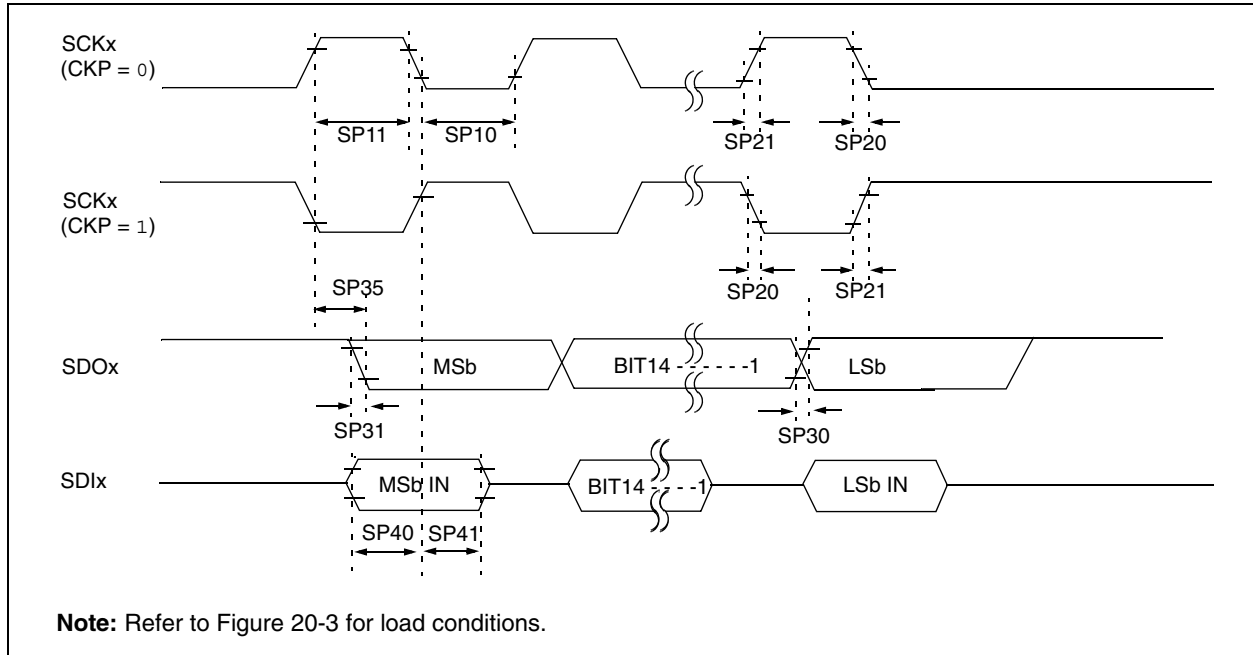 SCKx
(CKP = 0)
SP11
SP10
SP21
SP20
SCKx
(CKP = 1)
SP35
SP20
SP21
SDOx
MSb
BIT14 - - - - - -1
LSb
SP31
SP30
SDIx
MSb IN
BIT14 - - - -1
LSb IN
SP40
SP41
Note: Refer to Figure 20-3 for load conditions.